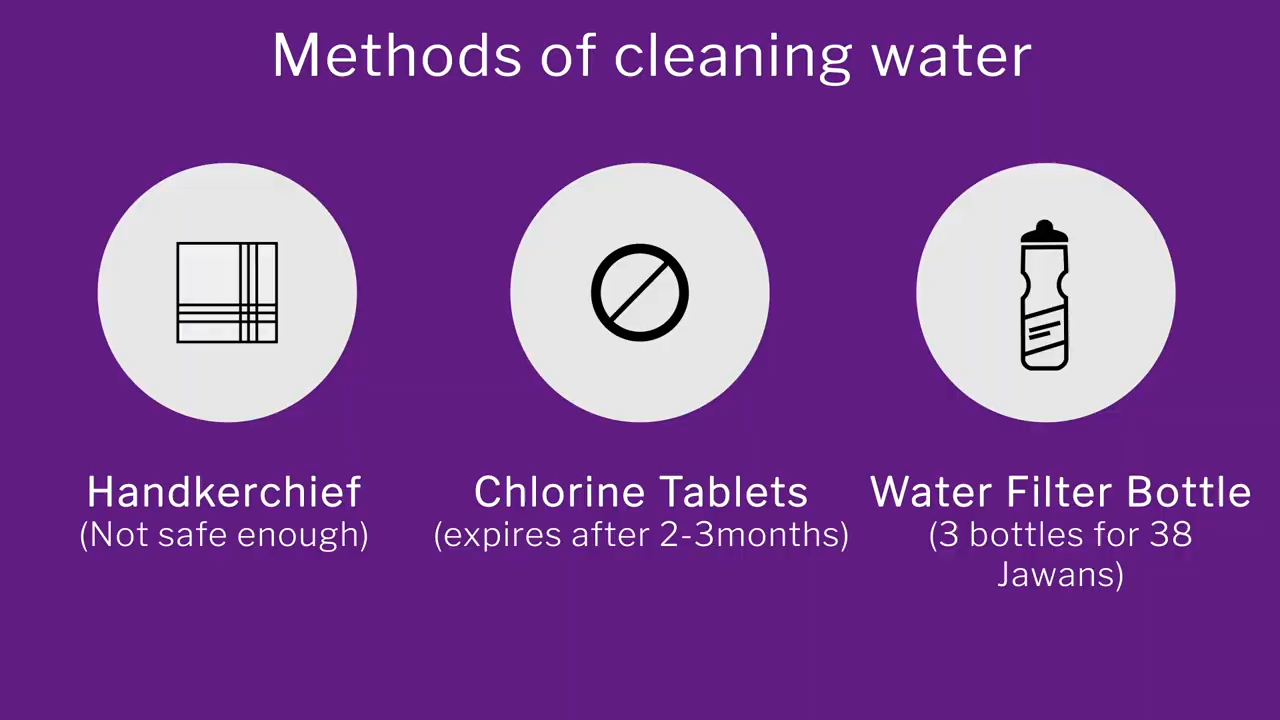 Methods of cleaning water
Handkerchief
(Not safe enough)
Chlorine Tablets
(expires after 2-3months)
Water Filter Bottle
(3 bottles for 38
Jawans)